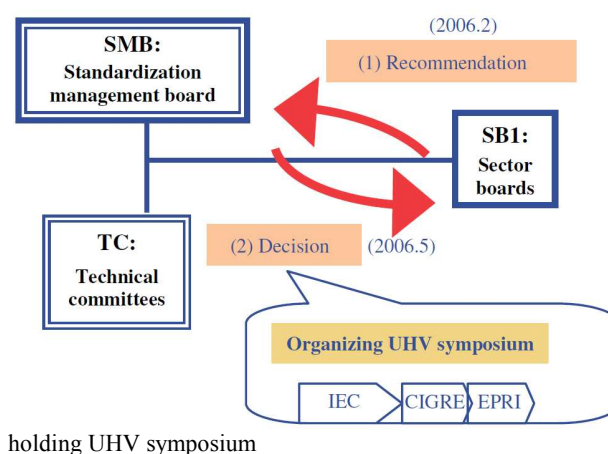 SMB:
Standardization
management board
(2006.2)
(1) Recommendation
SB1:
Sector
boards
TC:
Technical
committees
(2) Decision
(2006.5)
Organizing UHV symposium
IEC
CIGRE
EPRI
holding UHV symposium